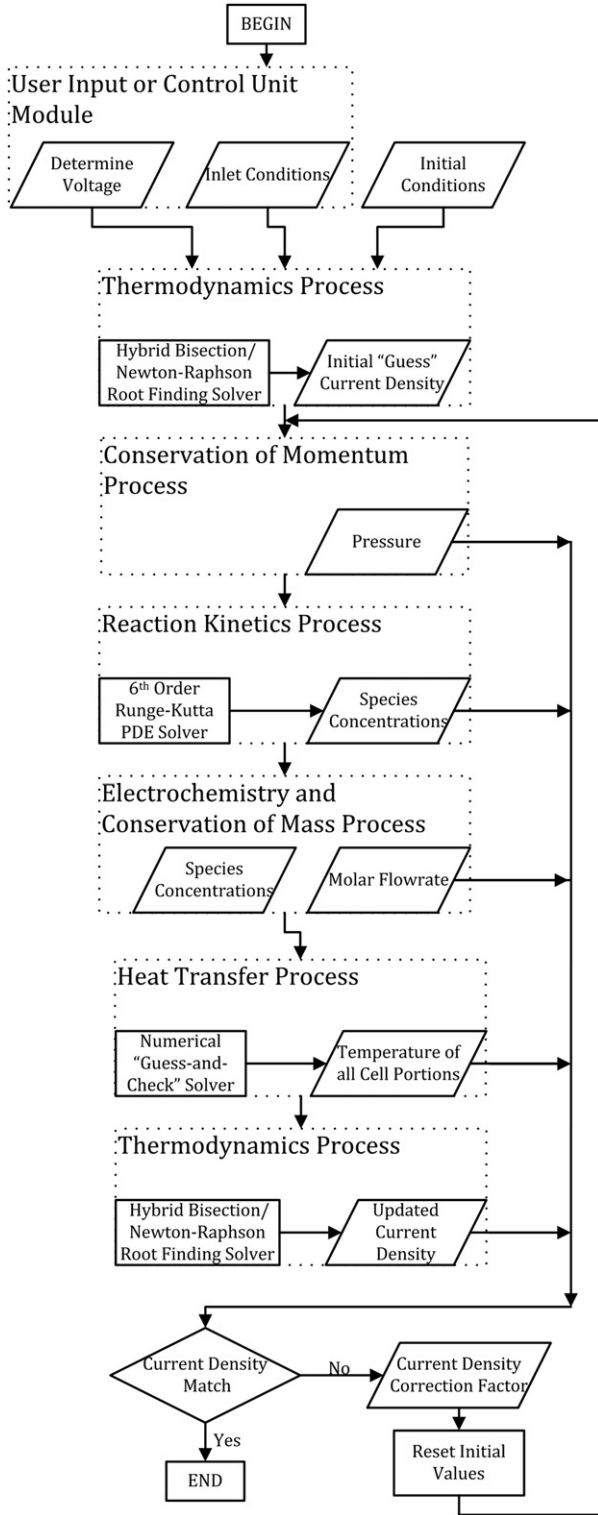 BEGIN
User Input or Control Unit
Module
Determine
Voltage
Inlet Conditions
Initial
Conditions
Thermodynamics Process
Hybrid Bisection/
Newton-Raphson
Root Finding Solver
Initial “Guess”
Current Density
Conservation of Momentum
Process
Pressure
Reaction Kinetics Process
6th Order
Runge-Kutta
PDE Solver
Species
Concentrations
Electrochemistry and
Conservation of Mass Process
Species
Concentrations
Molar Flowrate
Heat Transfer Process
Numerical
“Guess-and-
Check” Solver
Temperature of
all Cell Portions
Thermodynamics Process
Hybrid Bisection/
Newton-Raphson
Root Finding Solver
Updated
Current
Density
Current Density
Match
No
Current Density
Correction Factor
Yes
END
Reset Initial
Values